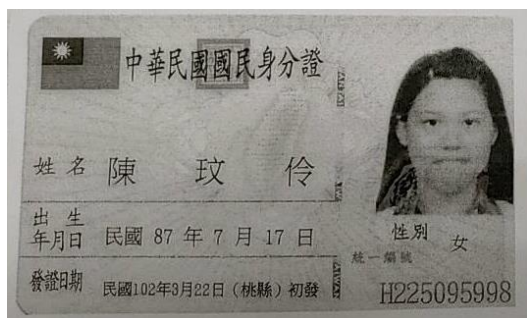 中華民國國民身分證
姓名 陳玟伶
出生年月日 民國 87 年 7 月 17 日
性別 女
發證日期 民國102年3月22日（桃縣）初發
統一編號 H225095998